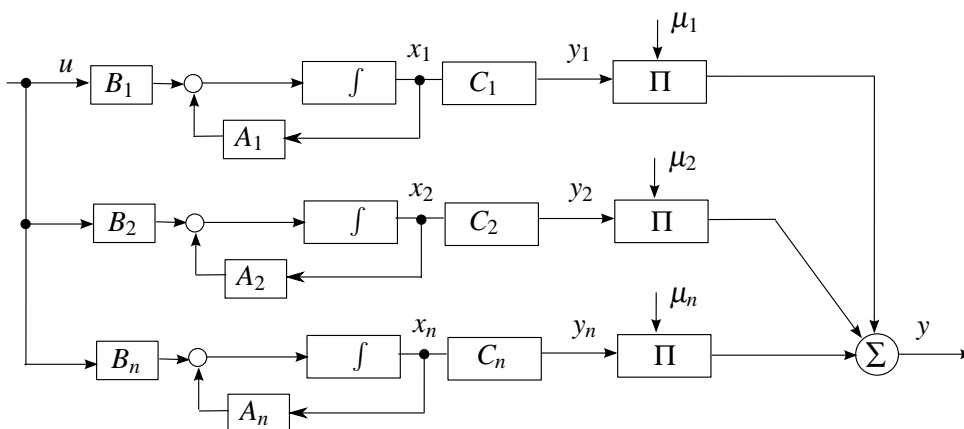 u B₁ ∫ x₁ C₁ y₁ Π μ₁
A₁
B₂ ∫ x₂ C₂ y₂ Π μ₂
A₂
Bₙ ∫ xₙ Cₙ yₙ Π μₙ Σ y
Aₙ